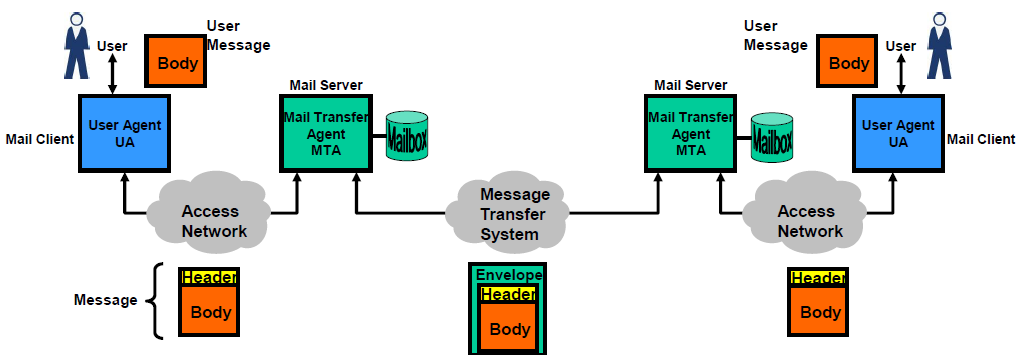 User
User
Message
Body
Mail Client
User Agent
UA
Mail Server
Mail Transfer
Agent
MTA
Mailbox
Access
Network
Message
Transfer
System
Mail Server
Mail Transfer
Agent
MTA
Mailbox
User
Message
Body
User
User Agent
UA
Mail Client
Access
Network
Message
Header
Body
Envelope
Header
Body
Header
Body